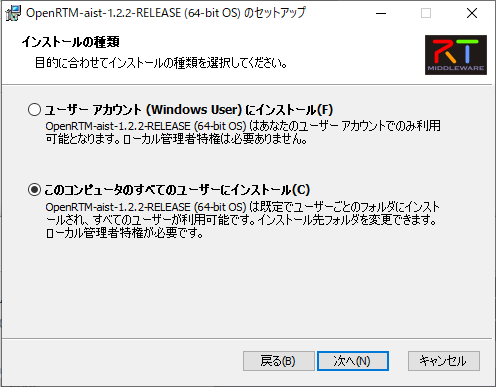 OpenRTM-aist-1.2.2-RELEASE (64-bit OS) のセットアップ
インストールの種類
目的に合わせてインストールの種類を選択してください。
RT
MIDDLEWARE
ユーザー アカウント (Windows User) にインストール(F)
OpenRTM-aist-1.2.2-RELEASE (64-bit OS) はあなたのユーザー アカウントでのみ利用
可能となります。ローカル管理者特権は必要ありません。
このコンピュータのすべてのユーザーにインストール(C)
OpenRTM-aist-1.2.2-RELEASE (64-bit OS) は既定でユーザーごとのフォルダにインスト
ールされ、すべてのユーザーが利用可能です。インストール先フォルダを変更できます。
ローカル管理者特権が必要です。
戻る(B) 次へ(N) キャンセル